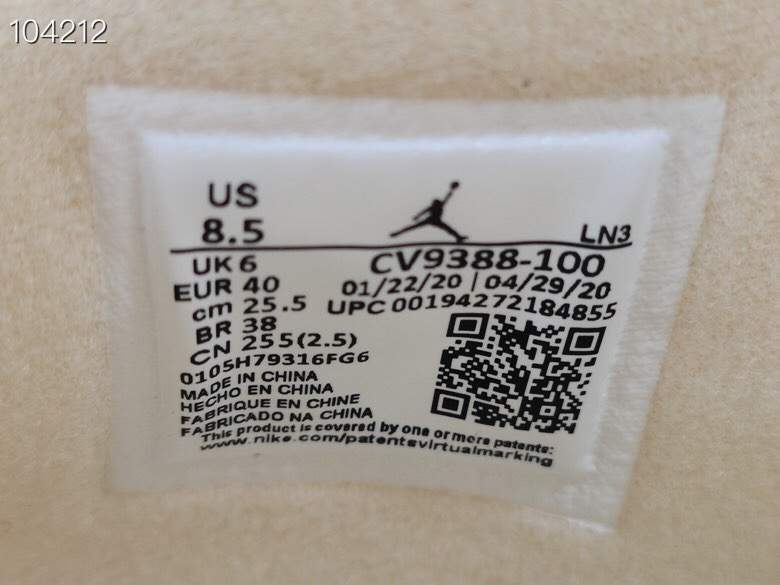 104212
US
8.5
LN3
UK 6
CV9388-100
EUR 40
01/22/20 | 04/29/20
cm 25.5
UPC 00194272184855
BR 38
CN 255(2.5)
0105H79316FG6
MADE IN CHINA
HECHO EN CHINA
FABRIQUE EN CHINE
FABRICADO NA CHINA
This product is covered by one or more patents:
www.nike.com/patentsvirtualmarking